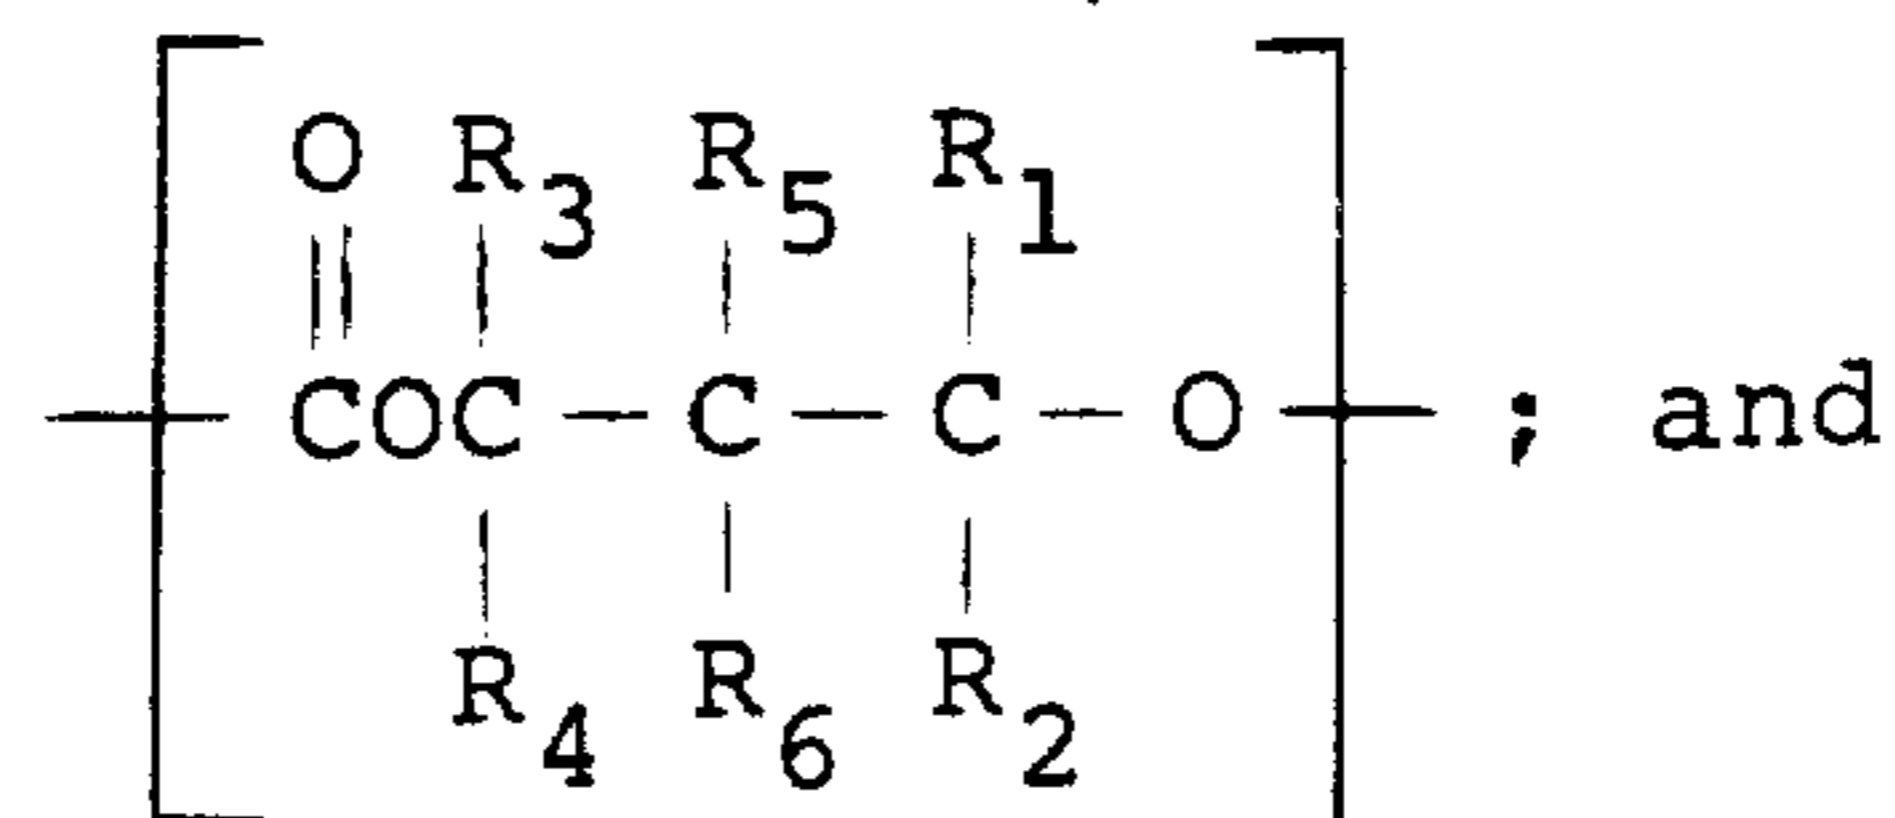 O R3 R5 R1
COC — C — C — O — ; and
R4 R6 R2